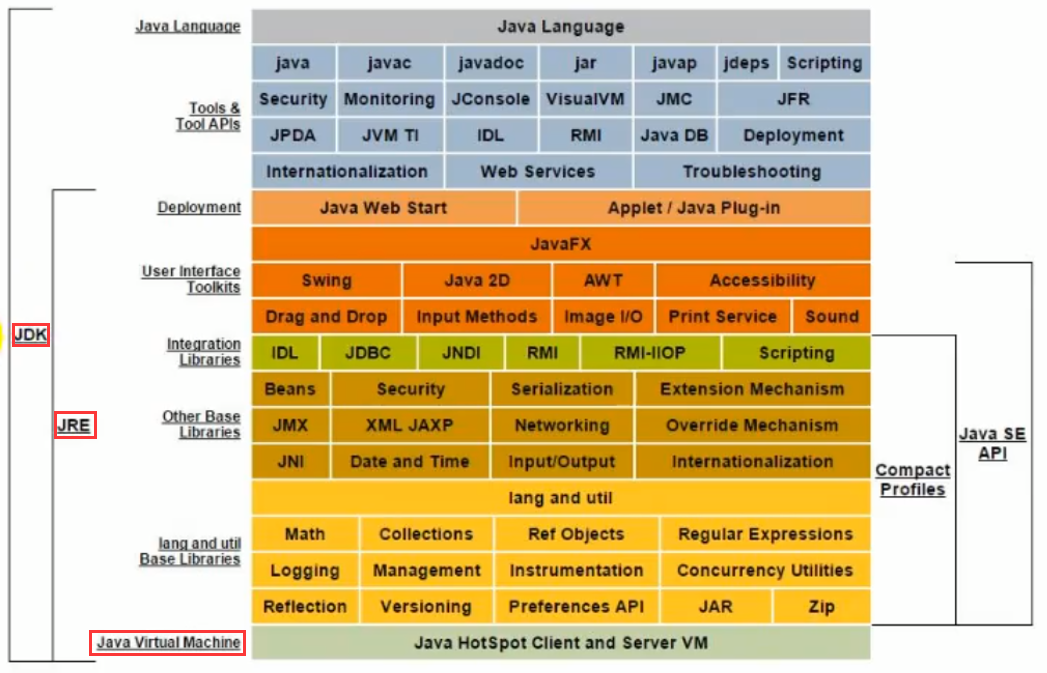 Java Language
Java Language
java javac javadoc jar javap jdeps Scripting
Tools &
Tool APIs
Security Monitoring JConsole VisualVM JMC JFR
JPDA JVM TI IDL RMI Java DB Deployment
Internationalization Web Services Troubleshooting
Deployment
Java Web Start Applet / Java Plug-in
JavaFX
User Interface
Toolkits
Swing Java 2D AWT Accessibility
Drag and Drop Input Methods Image I/O Print Service Sound
JDK
Integration
Libraries
IDL JDBC JNDI RMI RMI-IIOP Scripting
Beans Security Serialization Extension Mechanism
JRE
Other Base
Libraries
JMX XML JAXP Networking Override Mechanism
Java SE
API
JNI Date and Time Input/Output Internationalization
Compact
Profiles
lang and util
lang and util
Base Libraries
Math Collections Ref Objects Regular Expressions
Logging Management Instrumentation Concurrency Utilities
Reflection Versioning Preferences API JAR Zip
Java Virtual Machine
Java HotSpot Client and Server VM